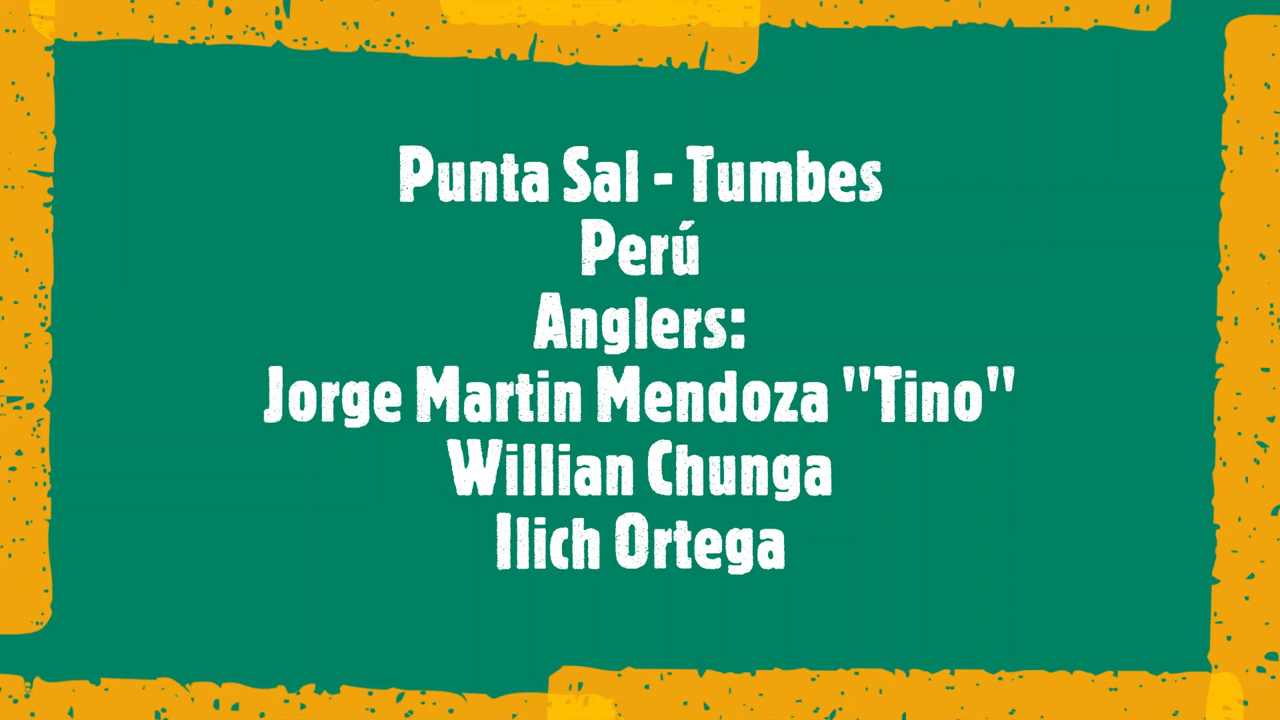 Punta Sal - Tumbes
Perú
Anglers:
Jorge Martin Mendoza "Tino"
Willian Chunga
Ilich Ortega